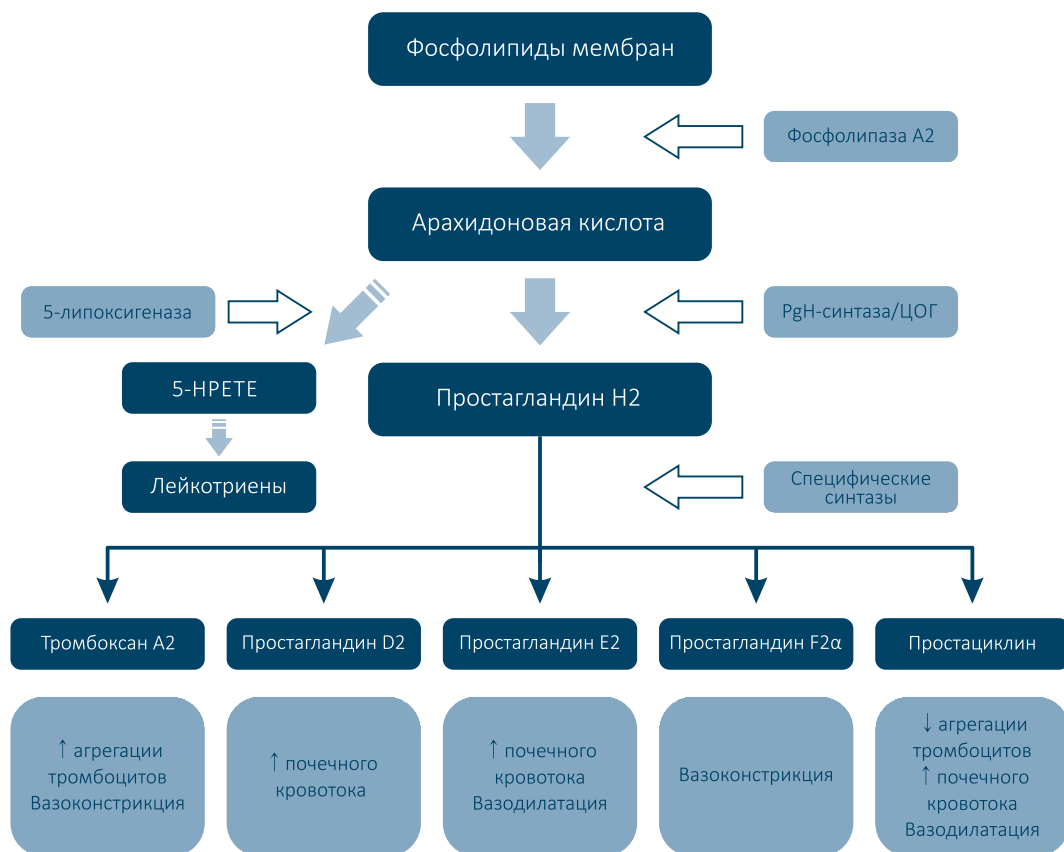 Фосфолипиды мембран
Фосфолипаза А2
Арахидоновая кислота
5-липоксигеназа
PgH-синтаза/ЦОГ
5-HPETE
Простагландин H2
Лейкотриены
Специфические
синтазы
Тромбоксан A2
Простагландин D2
Простагландин E2
Простагландин F2α
Простациклин
↑ агрегации
тромбоцитов
Вазоконстрикция
↑ почечного
кровотока
↑ почечного
кровотока
Вазодилатация
Вазоконстрикция
↓ агрегации
тромбоцитов
↑ почечного
кровотока
Вазодилатация